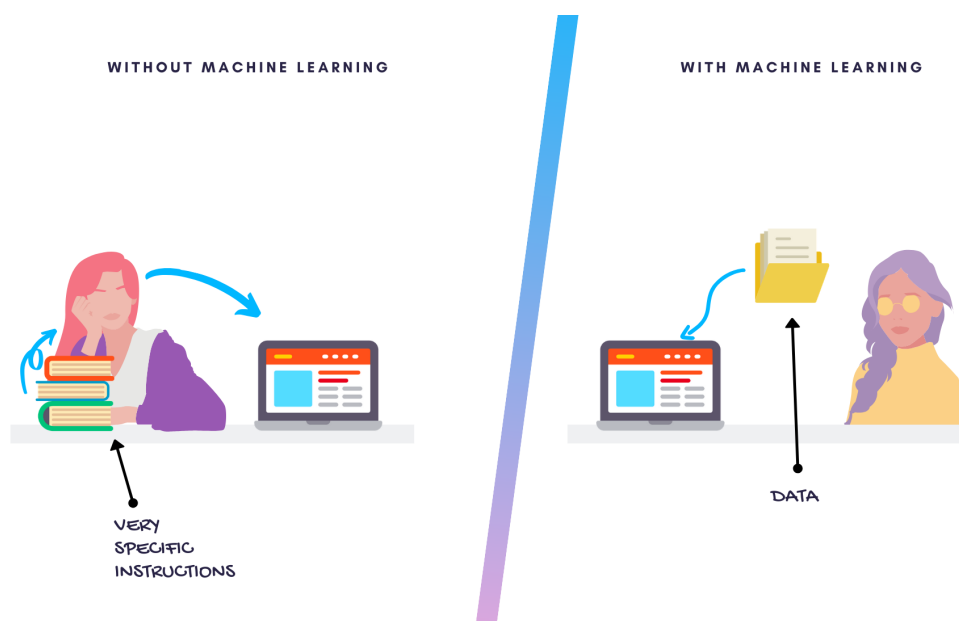 WITHOUT MACHINE LEARNING
WITH MACHINE LEARNING
VERY
SPECIFIC
INSTRUCTIONS
DATA